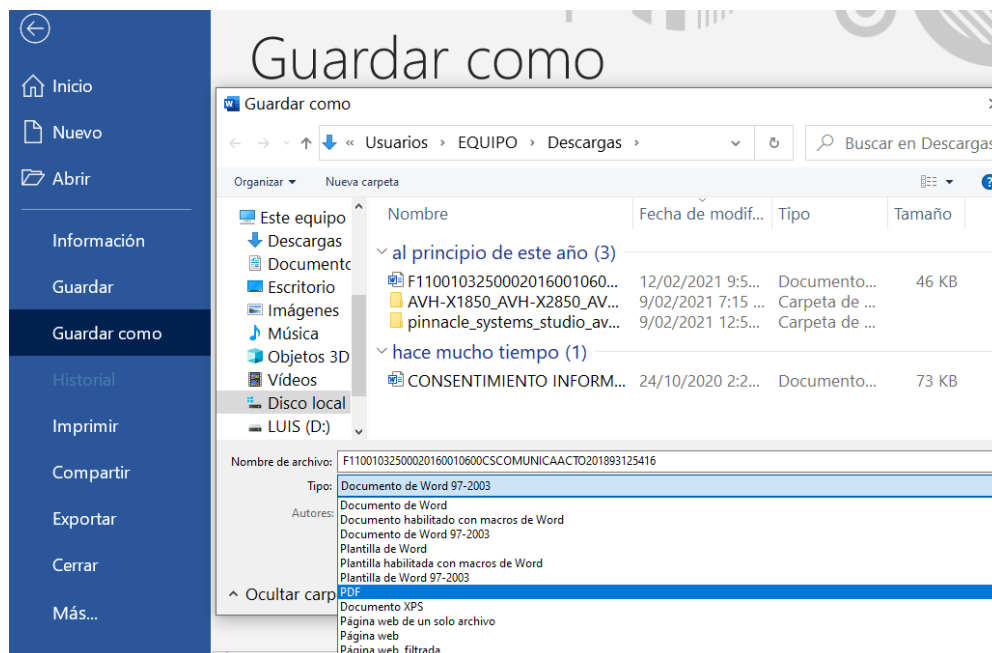 Guardar como
Inicio
Nuevo
Abrir
Información
Guardar
Guardar como
Historial
Imprimir
Compartir
Exportar
Cerrar
Más...
Guardar como
« Usuarios › EQUIPO › Descargas ›
Buscar en Descargas
Organizar
Nueva carpeta
Este equipo
Descargas
Documento
Escritorio
Imágenes
Música
Objetos 3D
Vídeos
Disco local
LUIS (D:)
Nombre Fecha de modif... Tipo Tamaño
al principio de este año (3)
F1100103250002016001060... 12/02/2021 9:5... Documento... 46 KB
AVH-X1850_AVH-X2850_AV... 9/02/2021 7:15 ... Carpeta de ...
pinnacle_systems_studio_av... 9/02/2021 12:5... Carpeta de ...
hace mucho tiempo (1)
CONSENTIMIENTO INFORM... 24/10/2020 2:2... Documento... 73 KB
Nombre de archivo: F11001032500020160010600CSCOMUNICAACTO201893125416
Tipo: Documento de Word 97-2003
Autores:
Documento de Word
Documento habilitado con macros de Word
Documento de Word 97-2003
Plantilla de Word
Plantilla habilitada con macros de Word
Plantilla de Word 97-2003
PDF
Documento XPS
Página web de un solo archivo
Página web
Página web, filtrada
Ocultar carp